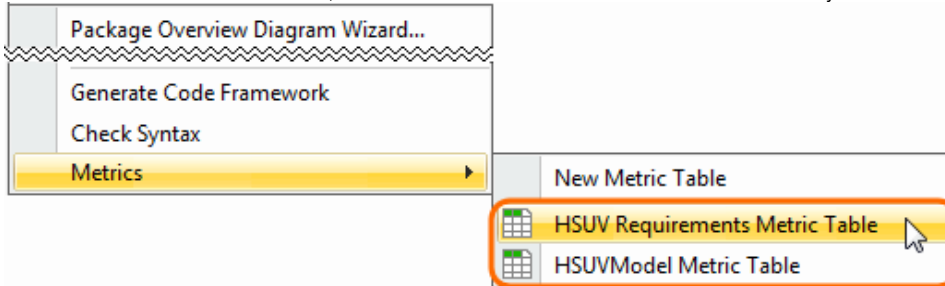 Package Overview Diagram Wizard...
Generate Code Framework
Check Syntax
Metrics
New Metric Table
HSUV Requirements Metric Table
HSUVModel Metric Table